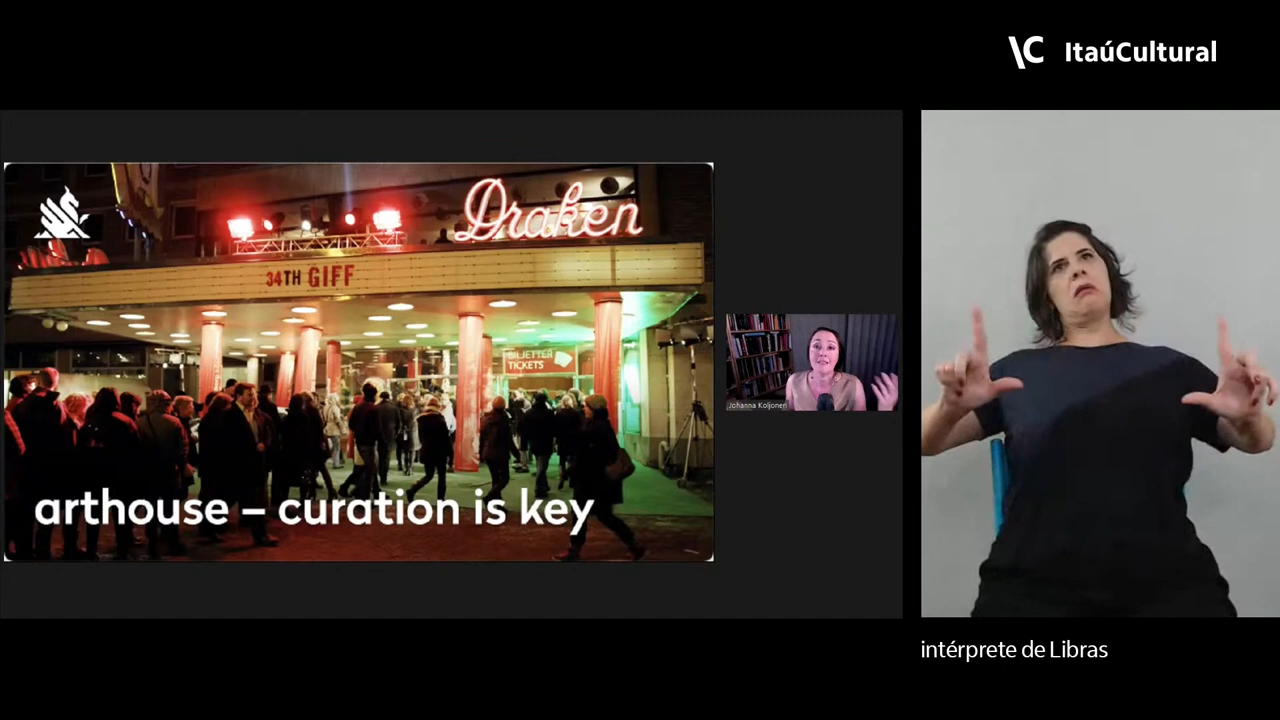 ItaúCultural
Draken
34TH GIFF
BILJETTER
TICKETS
arthouse – curation is key
Johanna Koljonen
intérprete de Libras